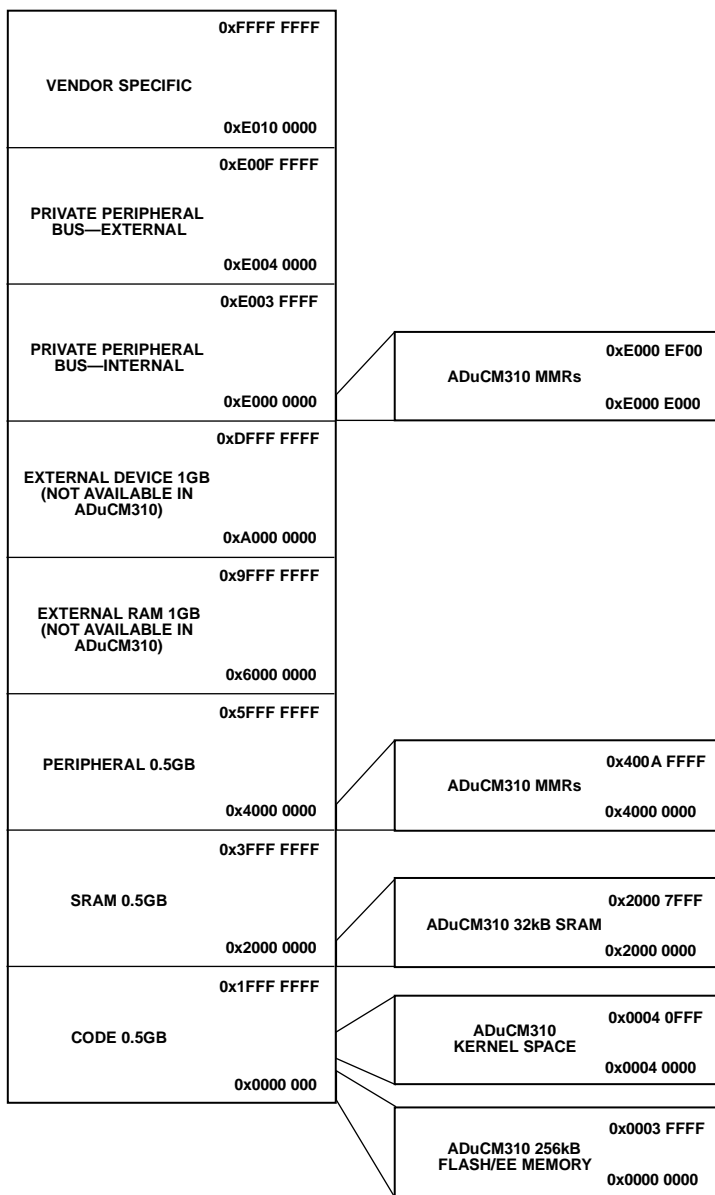 0xFFFF FFFF
VENDOR SPECIFIC
0xE010 0000
0xE00F FFFF
PRIVATE PERIPHERAL
BUS—EXTERNAL
0xE004 0000
0xE003 FFFF
PRIVATE PERIPHERAL
BUS—INTERNAL
0xE000 0000
0xE000 EF00
ADuCM310 MMRs
0xE000 E000
0xDFFF FFFF
EXTERNAL DEVICE 1GB
(NOT AVAILABLE IN
ADuCM310)
0xA000 0000
0x9FFF FFFF
EXTERNAL RAM 1GB
(NOT AVAILABLE IN
ADuCM310)
0x6000 0000
0x5FFF FFFF
PERIPHERAL 0.5GB
0x4000 0000
0x400A FFFF
ADuCM310 MMRs
0x4000 0000
0x3FFF FFFF
SRAM 0.5GB
0x2000 0000
0x2000 7FFF
ADuCM310 32kB SRAM
0x2000 0000
0x1FFF FFFF
CODE 0.5GB
0x0000 000
0x0004 0FFF
ADuCM310
KERNEL SPACE
0x0004 0000
0x0003 FFFF
ADuCM310 256kB
FLASH/EE MEMORY
0x0000 0000